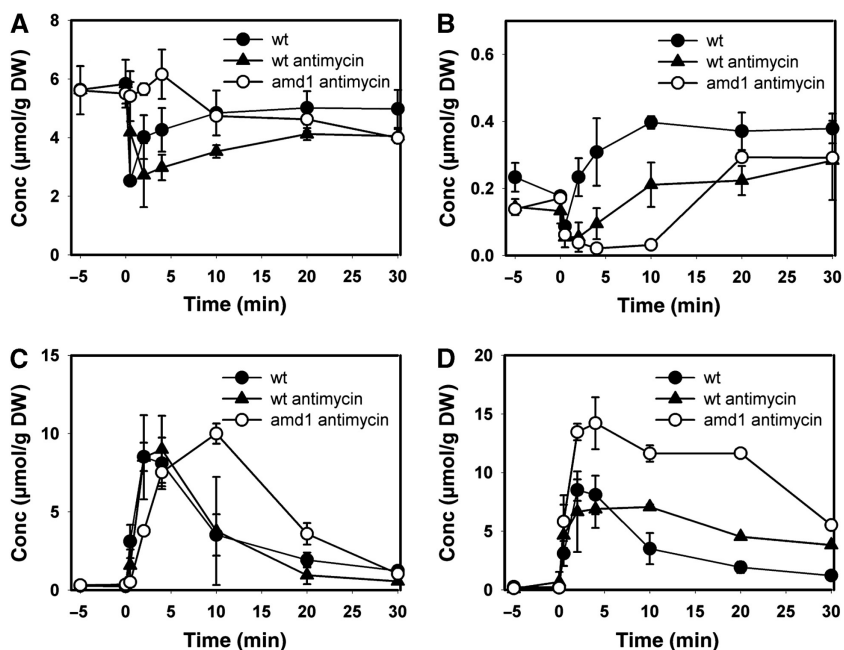 A
Conc (µmol/g DW)
8
6
4
2
0
wt
wt antimycin
amd1 antimycin
–5 0 5 10 15 20 25 30
Time (min)
B
Conc (µmol/g DW)
0.6
0.4
0.2
0.0
wt
wt antimycin
amd1 antimycin
–5 0 5 10 15 20 25 30
Time (min)
C
Conc (µmol/g DW)
15
10
5
0
wt
wt antimycin
amd1 antimycin
–5 0 5 10 15 20 25 30
Time (min)
D
Conc (µmol/g DW)
20
15
10
5
0
wt
wt antimycin
amd1 antimycin
–5 0 5 10 15 20 25 30
Time (min)